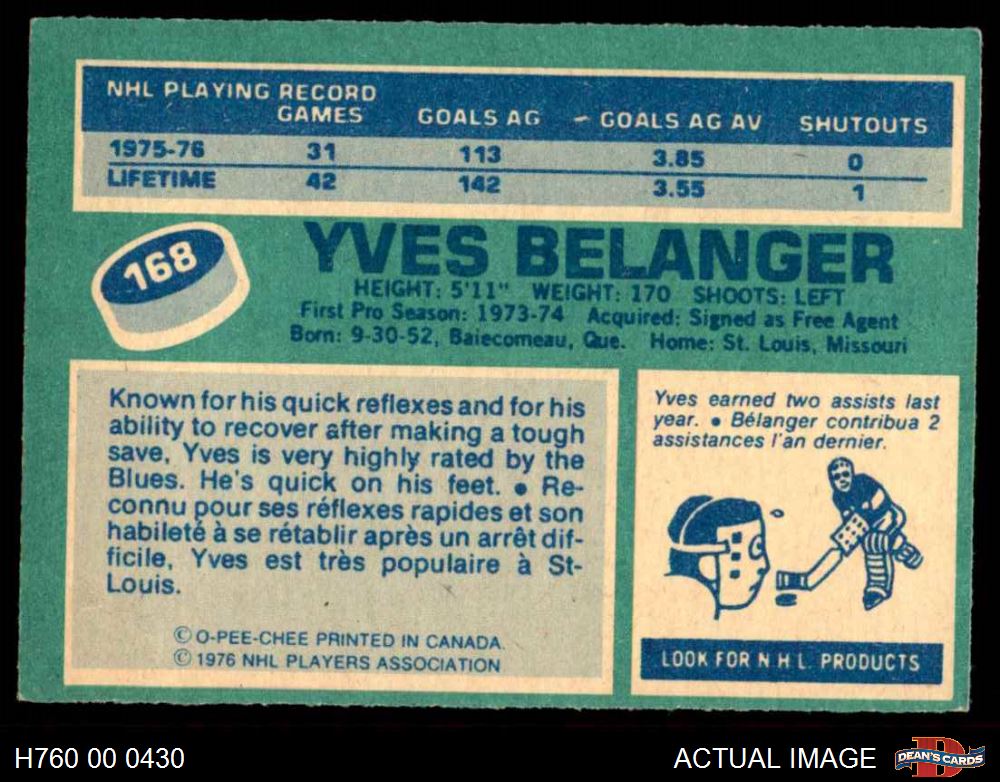 NHL PLAYING RECORD
GAMES GOALS AG GOALS AG AV SHUTOUTS
1975-76 31 113 3.85 0
LIFETIME 42 142 3.55 1
168
YVES BELANGER
HEIGHT: 5'11" WEIGHT: 170 SHOOTS: LEFT
First Pro Season: 1973-74 Acquired: Signed as Free Agent
Born: 9-30-52, Baiecomeau, Que. Home: St. Louis, Missouri
Known for his quick reflexes and for his
ability to recover after making a tough
save, Yves is very highly rated by the
Blues. He's quick on his feet. • Re-
connu pour ses réflexes rapides et son
habileté à se rétablir après un arrêt dif-
ficile, Yves est très populaire à St-
Louis.
© O-PEE-CHEE PRINTED IN CANADA.
© 1976 NHL PLAYERS ASSOCIATION
Yves earned two assists last
year. • Bélanger contribua 2
assistances l'an dernier.
LOOK FOR N H L PRODUCTS
H760 00 0430
ACTUAL IMAGE
D
DEAN'S CARDS